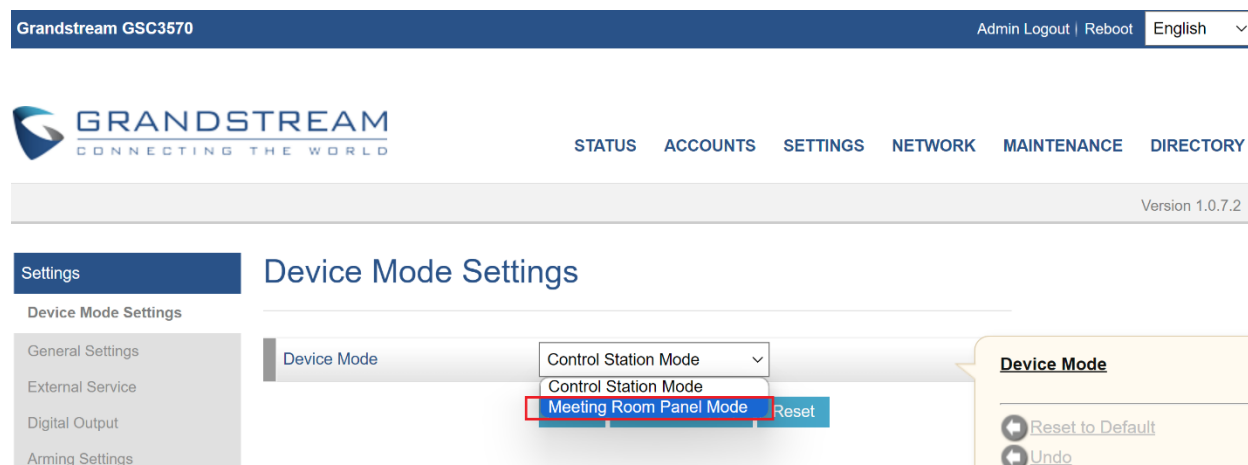 Grandstream GSC3570
Admin Logout | Reboot
English
GRANDSTREAM
CONNECTING THE WORLD
STATUS ACCOUNTS SETTINGS NETWORK MAINTENANCE DIRECTORY
Version 1.0.7.2
Settings
Device Mode Settings
General Settings
External Service
Digital Output
Arming Settings
Device Mode Settings
Device Mode
Control Station Mode
Control Station Mode
Meeting Room Panel Mode
Reset
Device Mode
Reset to Default
Undo